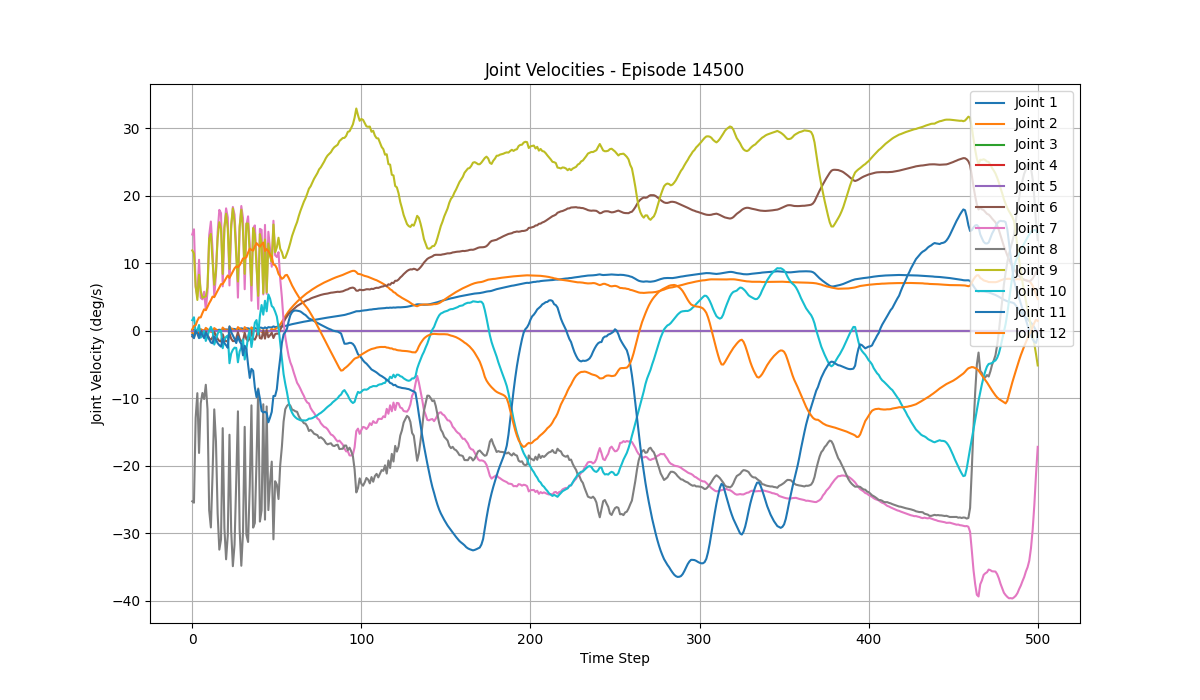 Joint Velocities - Episode 14500
Joint Velocity (deg/s)
30
20
10
0
−10
−20
−30
−40
0 100 200 300 400 500
Time Step
Joint 1
Joint 2
Joint 3
Joint 4
Joint 5
Joint 6
Joint 7
Joint 8
Joint 9
Joint 10
Joint 11
Joint 12